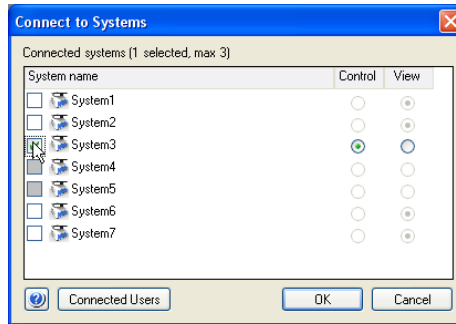 Connect to Systems
Connected systems (1 selected, max 3)
System name Control View
System1
System2
System3
System4
System5
System6
System7
Connected Users OK Cancel